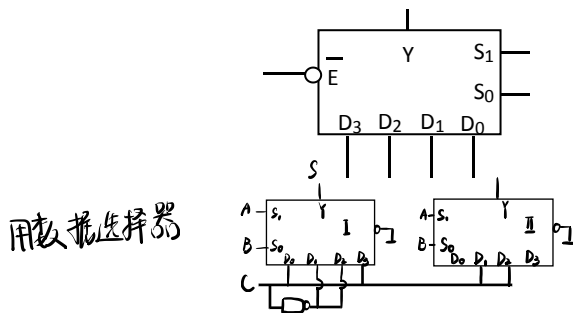 Y S₁
E̅
S₀
D₃ D₂ D₁ D₀
S
用数据选择器
A S₁ Y Ⅰ
B S₀
D₀ D₁ D₂ D₃
A S₁ Y Ⅱ
B S₀
D₀ D₁ D₂ D₃
C